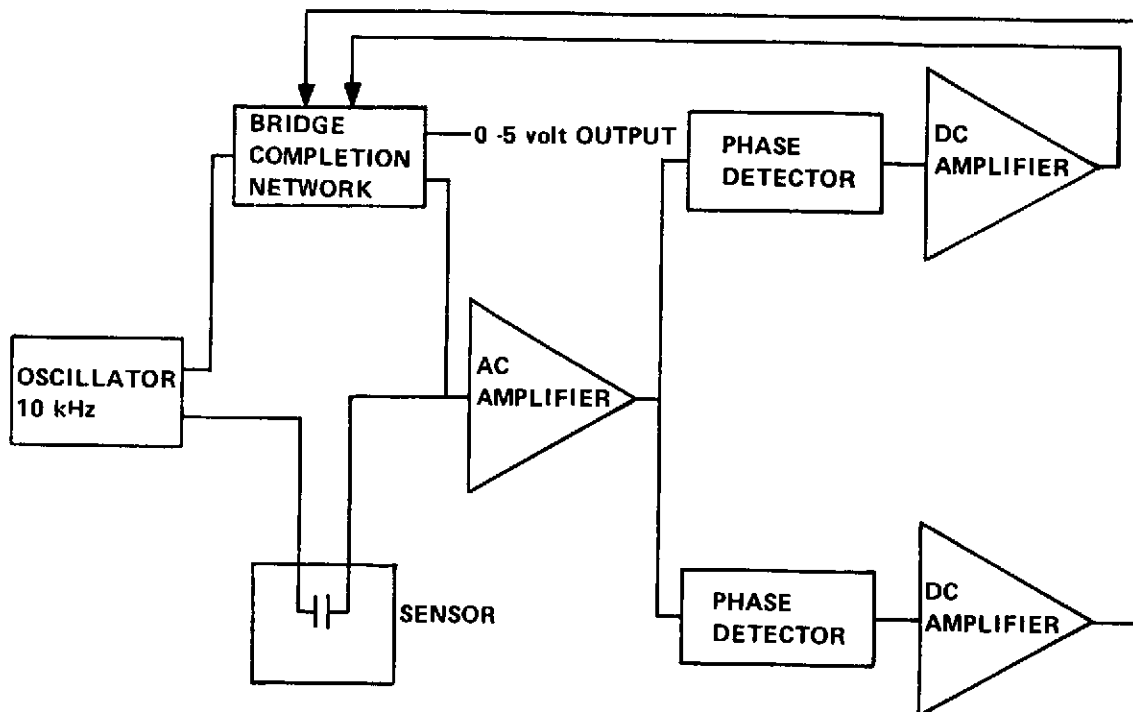 BRIDGE
COMPLETION
NETWORK
0 -5 volt OUTPUT
PHASE
DETECTOR
DC
AMPLIFIER
OSCILLATOR
10 kHz
AC
AMPLIFIER
SENSOR
PHASE
DETECTOR
DC
AMPLIFIER